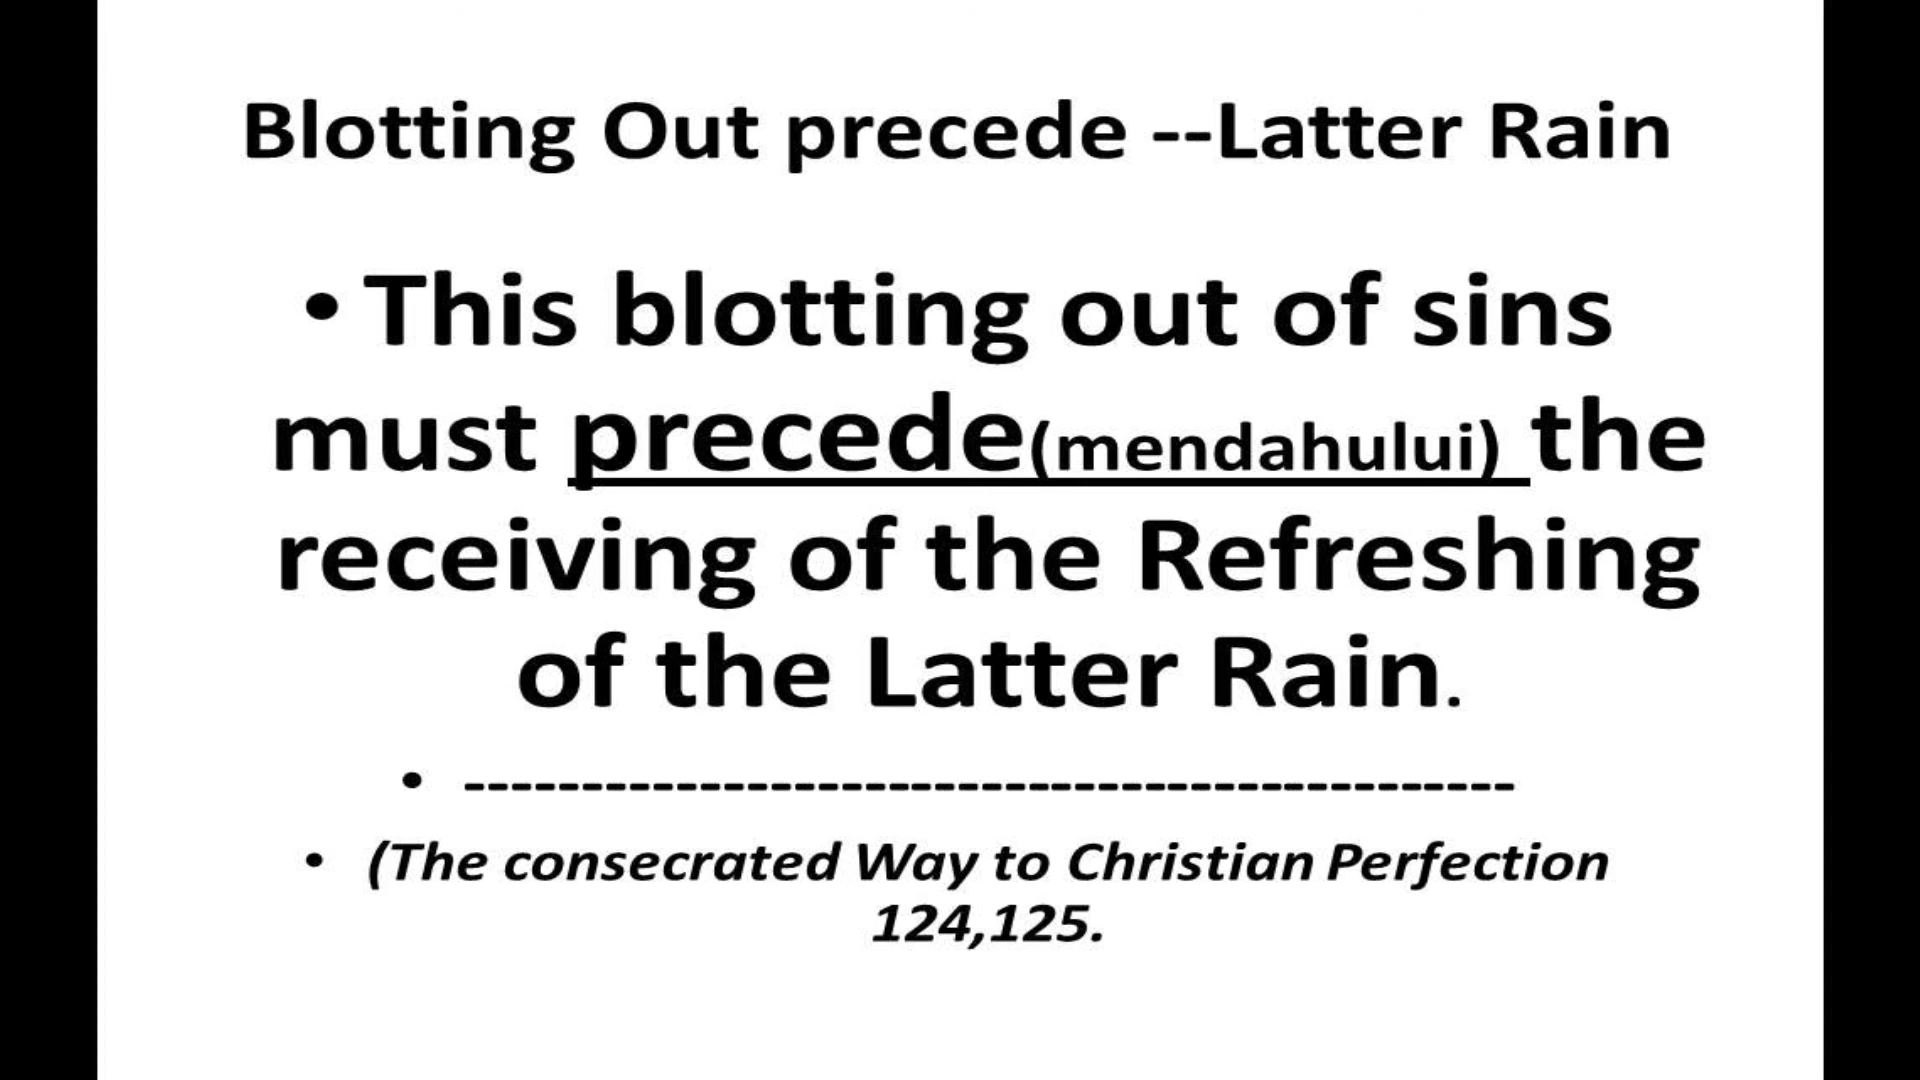 Blotting Out precede --Latter Rain
• This blotting out of sins
must precede(mendahului) the
receiving of the Refreshing
of the Latter Rain.
• ---------------------------------------------
• (The consecrated Way to Christian Perfection
124,125.